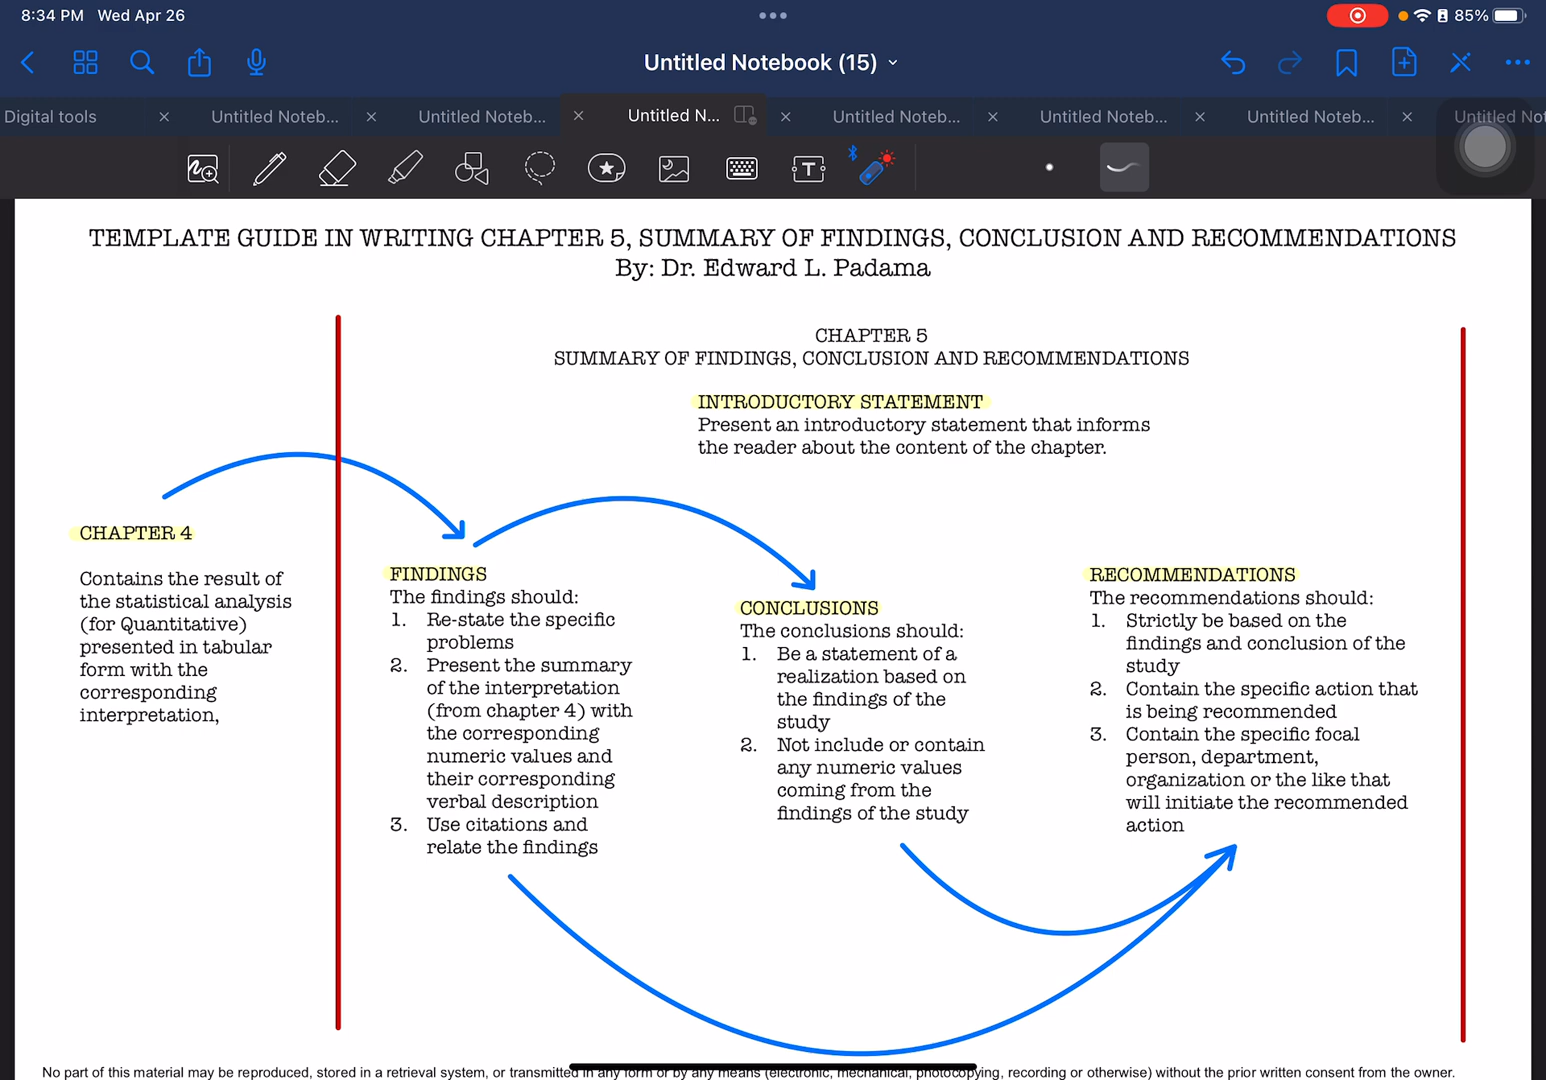 8:34 PM Wed Apr 26
85%
Untitled Notebook (15)
Digital tools
Untitled Noteb...
Untitled Noteb...
Untitled N...
Untitled Noteb...
Untitled Noteb...
Untitled Noteb...
Untitled Not
TEMPLATE GUIDE IN WRITING CHAPTER 5, SUMMARY OF FINDINGS, CONCLUSION AND RECOMMENDATIONS
By: Dr. Edward L. Padama
CHAPTER 5
SUMMARY OF FINDINGS, CONCLUSION AND RECOMMENDATIONS
INTRODUCTORY STATEMENT
Present an introductory statement that informs
the reader about the content of the chapter.
CHAPTER 4
Contains the result of
the statistical analysis
(for Quantitative)
presented in tabular
form with the
corresponding
interpretation,
FINDINGS
The findings should:
1. Re-state the specific
problems
2. Present the summary
of the interpretation
(from chapter 4) with
the corresponding
numeric values and
their corresponding
verbal description
3. Use citations and
relate the findings
CONCLUSIONS
The conclusions should:
1. Be a statement of a
realization based on
the findings of the
study
2. Not include or contain
any numeric values
coming from the
findings of the study
RECOMMENDATIONS
The recommendations should:
1. Strictly be based on the
findings and conclusion of the
study
2. Contain the specific action that
is being recommended
3. Contain the specific focal
person, department,
organization or the like that
will initiate the recommended
action
No part of this material may be reproduced, stored in a retrieval system, or transmitted in any form or by any means (electronic, mechanical, photocopying, recording or otherwise) without the prior written consent from the owner.